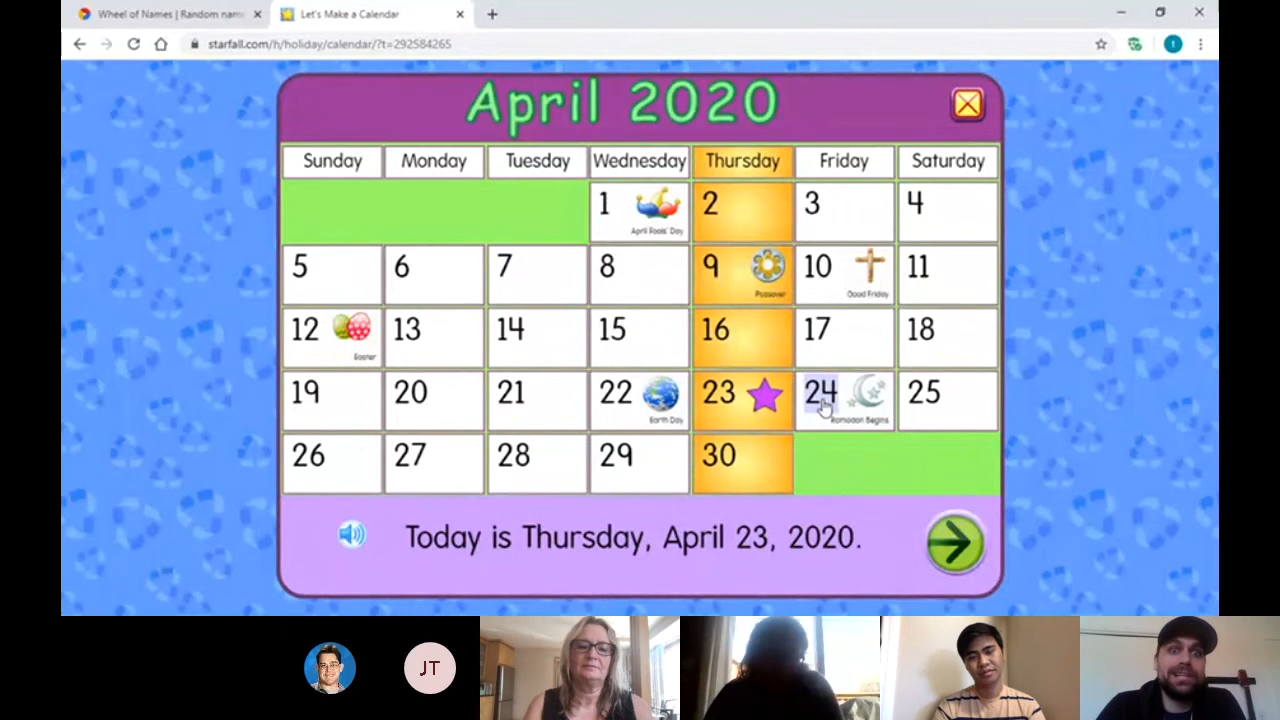 Wheel of Names | Random name
Let's Make a Calendar
starfall.com/h/holiday/calendar/?t=292584265
t
April 2020
Sunday Monday Tuesday Wednesday Thursday Friday Saturday
1 2 3 4
April Fools' Day
5 6 7 8 9 10 11
Passover Good Friday
12 13 14 15 16 17 18
Easter
19 20 21 22 23 24 25
Earth Day Ramadan Begins
26 27 28 29 30
Today is Thursday, April 23, 2020.
JT